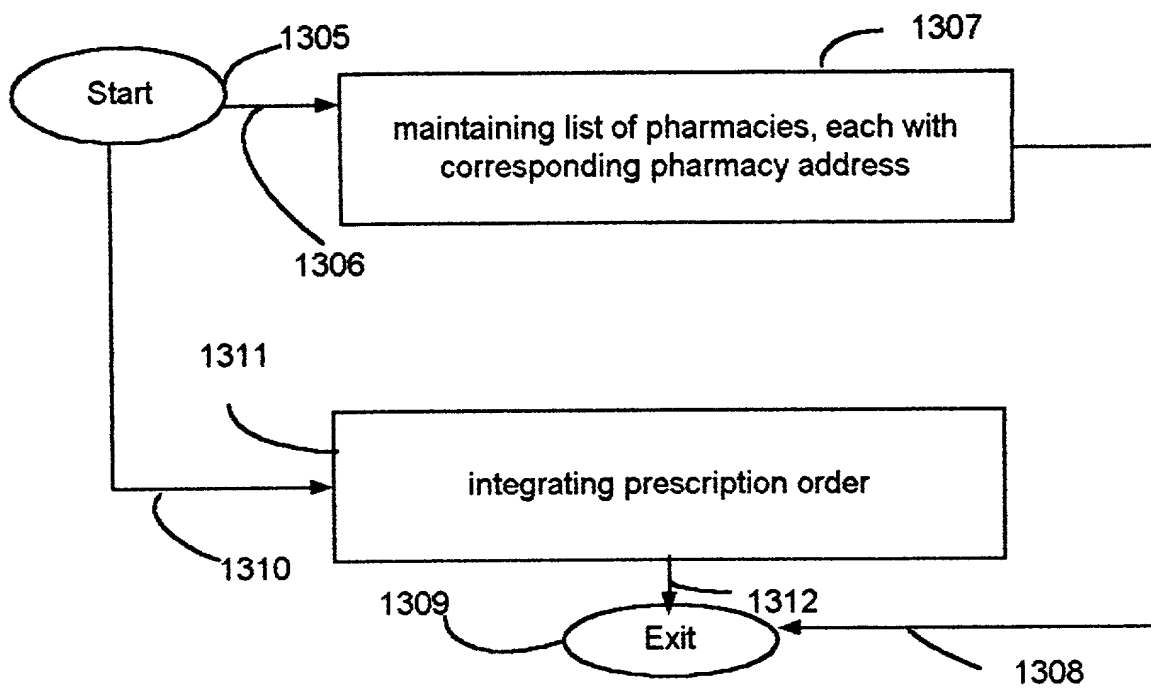 1305
1307
Start
maintaining list of pharmacies, each with
corresponding pharmacy address
1306
1311
integrating prescription order
1310
1309
1312
Exit
1308